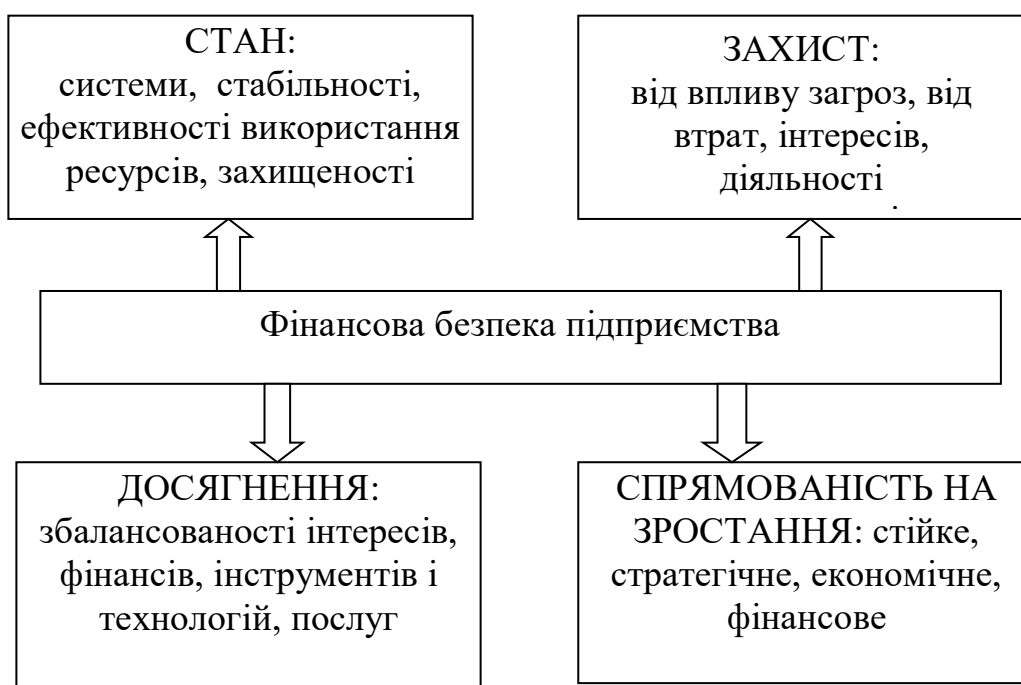 СТАН:
системи, стабільності,
ефективності використання
ресурсів, захищеності
ЗАХИСТ:
від впливу загроз, від
втрат, інтересів,
діяльності
Фінансова безпека підприємства
ДОСЯГНЕННЯ:
збалансованості інтересів,
фінансів, інструментів і
технологій, послуг
СПРЯМОВАНІСТЬ НА
ЗРОСТАННЯ: стійке,
стратегічне, економічне,
фінансове